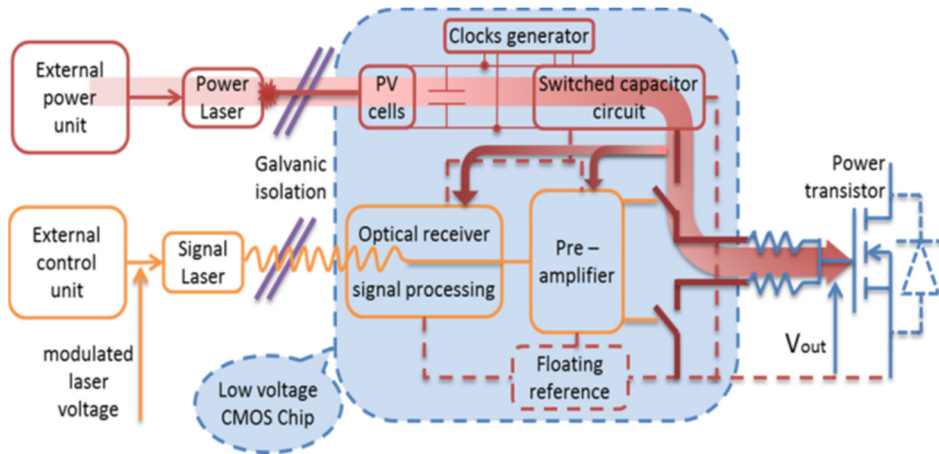 Clocks generator
External
power
unit
Power
Laser
PV
cells
Switched capacitor
circuit
Galvanic
isolation
Power
transistor
External
control
unit
Signal
Laser
Optical receiver
signal processing
Pre –
amplifier
modulated
laser
voltage
Low voltage
CMOS Chip
Floating
reference
Vout